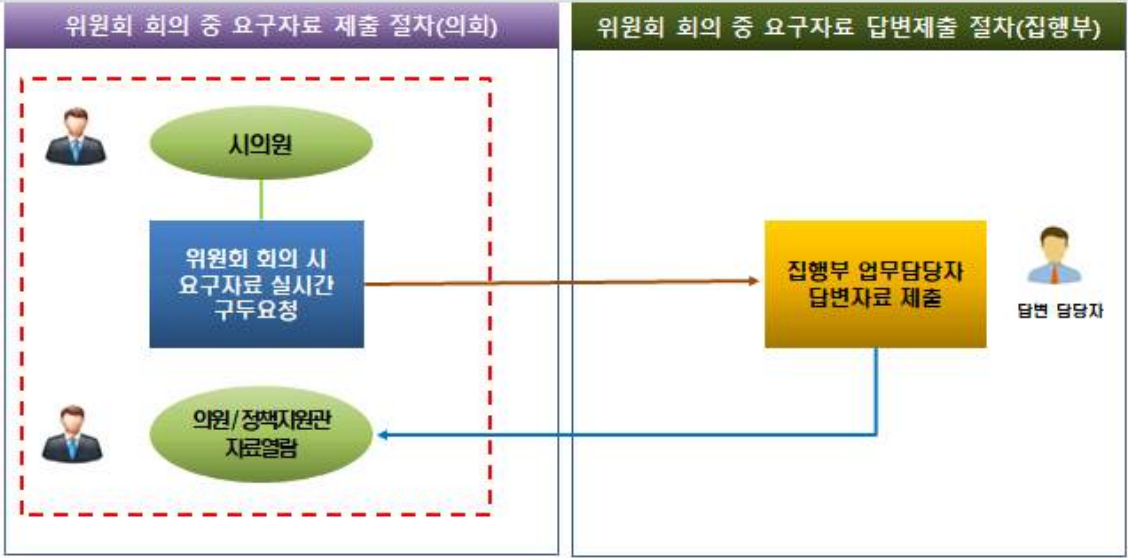 위원회 회의 중 요구자료 제출 절차(의회)
위원회 회의 중 요구자료 답변제출 절차(집행부)
시의원
위원회 회의 시
요구자료 실시간
구두요청
집행부 업무담당자
답변자료 제출
답변 담당자
의원/정책지원관
자료열람